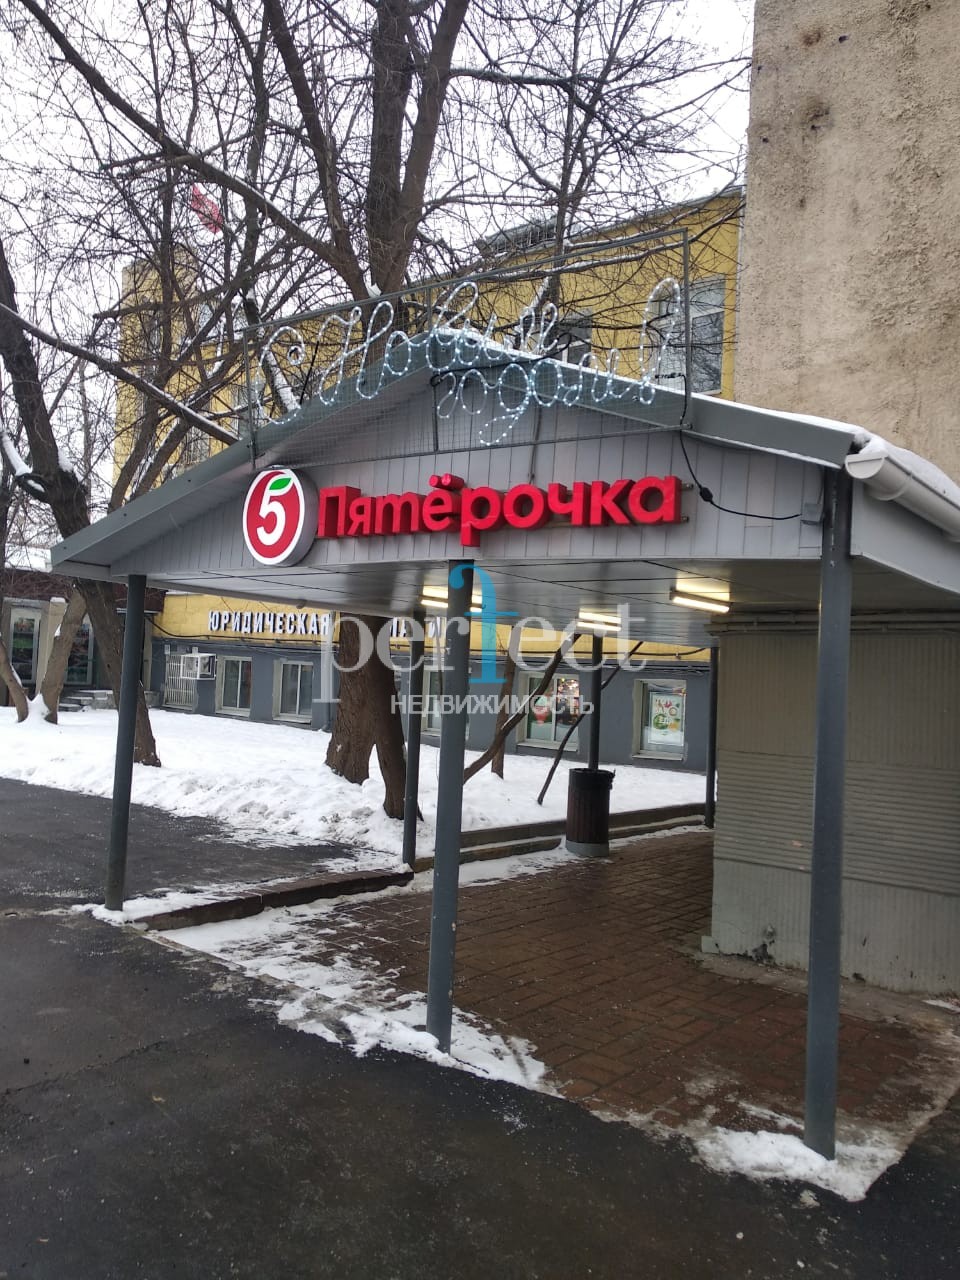 С Новым
годом!
5 Пятёрочка
ЮРИДИЧЕСКАЯ
perfect
НЕДВИЖИМОСТЬ